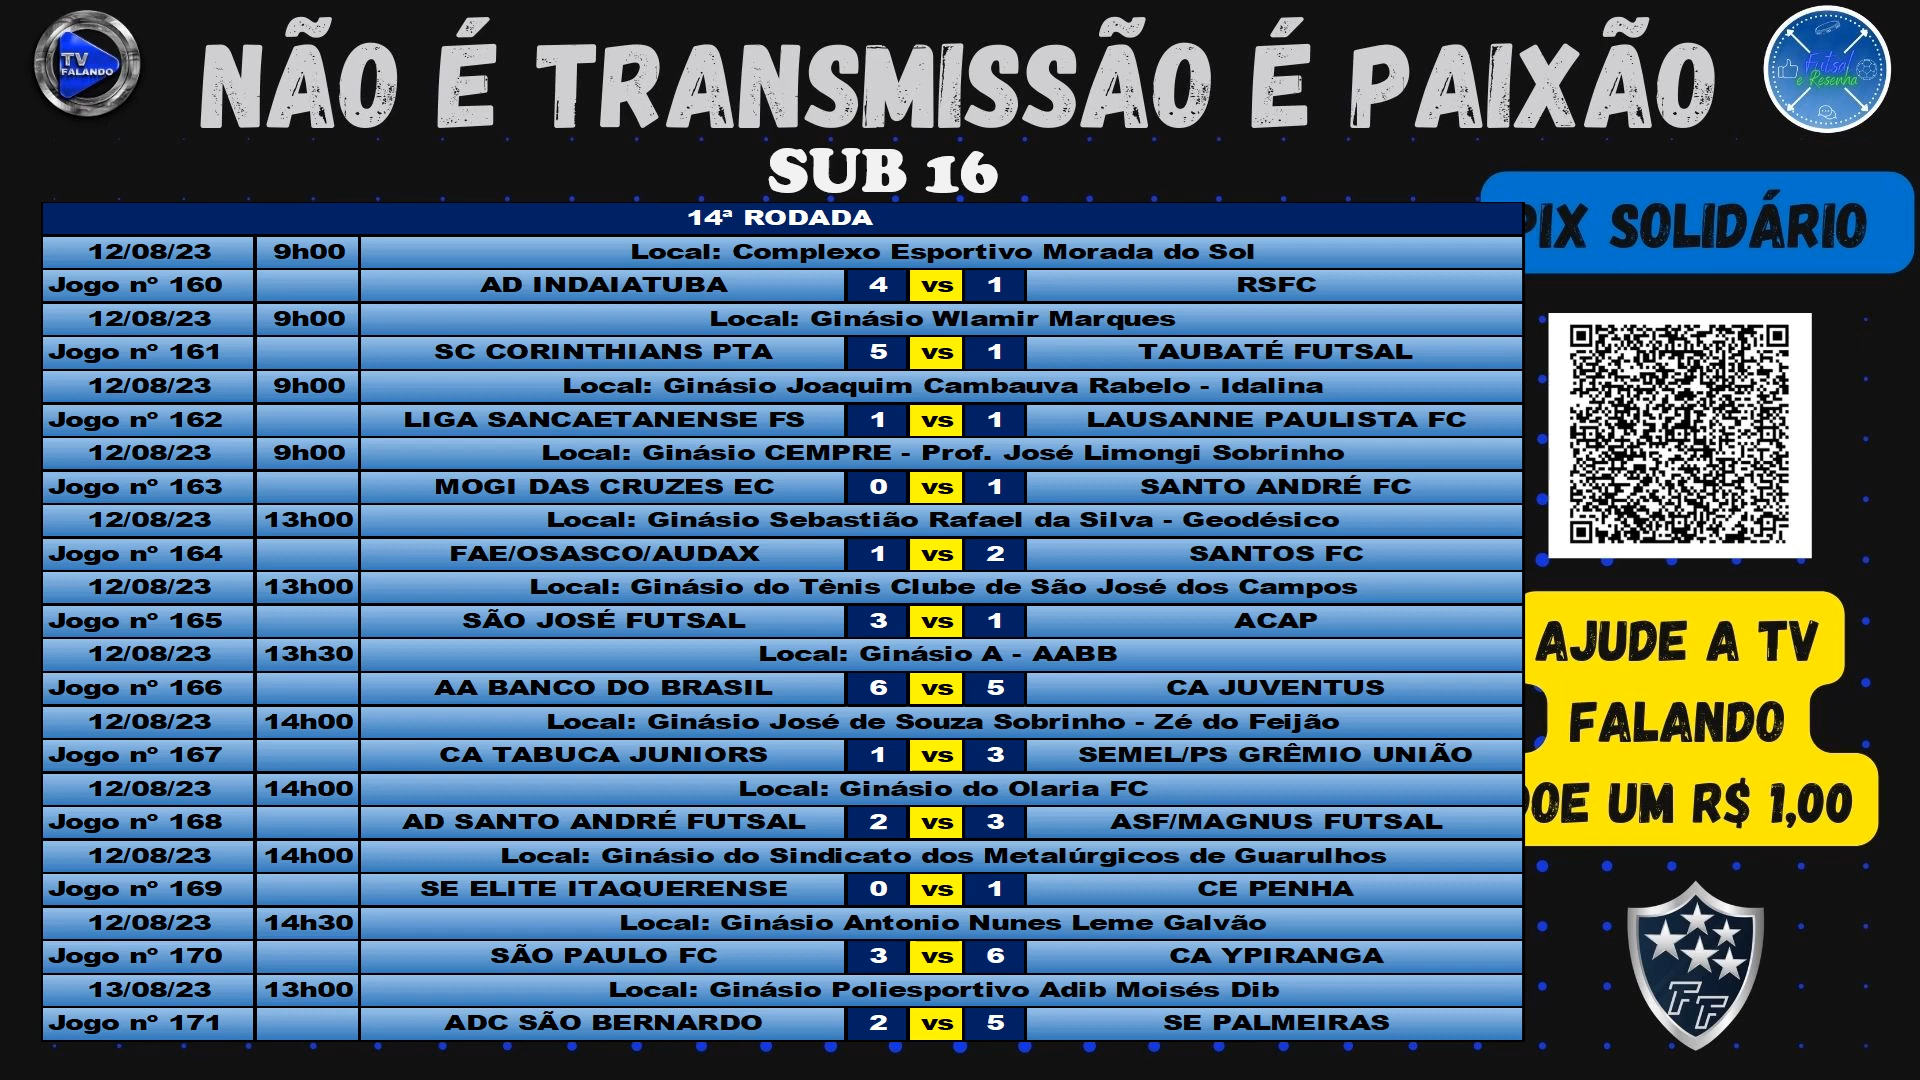 TV
FALANDO
NÃO É TRANSMISSÃO É PAIXÃO
Futsal
e Resenha
SUB 16
PIX SOLIDÁRIO
14ª RODADA
12/08/23 9h00 Local: Complexo Esportivo Morada do Sol
Jogo nº 160 AD INDAIATUBA 4 vs 1 RSFC
12/08/23 9h00 Local: Ginásio Wlamir Marques
Jogo nº 161 SC CORINTHIANS PTA 5 vs 1 TAUBATÉ FUTSAL
12/08/23 9h00 Local: Ginásio Joaquim Cambauva Rabelo - Idalina
Jogo nº 162 LIGA SANCAETANENSE FS 1 vs 1 LAUSANNE PAULISTA FC
12/08/23 9h00 Local: Ginásio CEMPRE - Prof. José Limongi Sobrinho
Jogo nº 163 MOGI DAS CRUZES EC 0 vs 1 SANTO ANDRÉ FC
12/08/23 13h00 Local: Ginásio Sebastião Rafael da Silva - Geodésico
Jogo nº 164 FAE/OSASCO/AUDAX 1 vs 2 SANTOS FC
12/08/23 13h00 Local: Ginásio do Tênis Clube de São José dos Campos
Jogo nº 165 SÃO JOSÉ FUTSAL 3 vs 1 ACAP
12/08/23 13h30 Local: Ginásio A - AABB
Jogo nº 166 AA BANCO DO BRASIL 6 vs 5 CA JUVENTUS
12/08/23 14h00 Local: Ginásio José de Souza Sobrinho - Zé do Feijão
Jogo nº 167 CA TABUCA JUNIORS 1 vs 3 SEMEL/PS GRÊMIO UNIÃO
12/08/23 14h00 Local: Ginásio do Olaria FC
Jogo nº 168 AD SANTO ANDRÉ FUTSAL 2 vs 3 ASF/MAGNUS FUTSAL
12/08/23 14h00 Local: Ginásio do Sindicato dos Metalúrgicos de Guarulhos
Jogo nº 169 SE ELITE ITAQUERENSE 0 vs 1 CE PENHA
12/08/23 14h30 Local: Ginásio Antonio Nunes Leme Galvão
Jogo nº 170 SÃO PAULO FC 3 vs 6 CA YPIRANGA
13/08/23 13h00 Local: Ginásio Poliesportivo Adib Moisés Dib
Jogo nº 171 ADC SÃO BERNARDO 2 vs 5 SE PALMEIRAS
AJUDE A TV
FALANDO
DOE UM R$ 1,00
FF